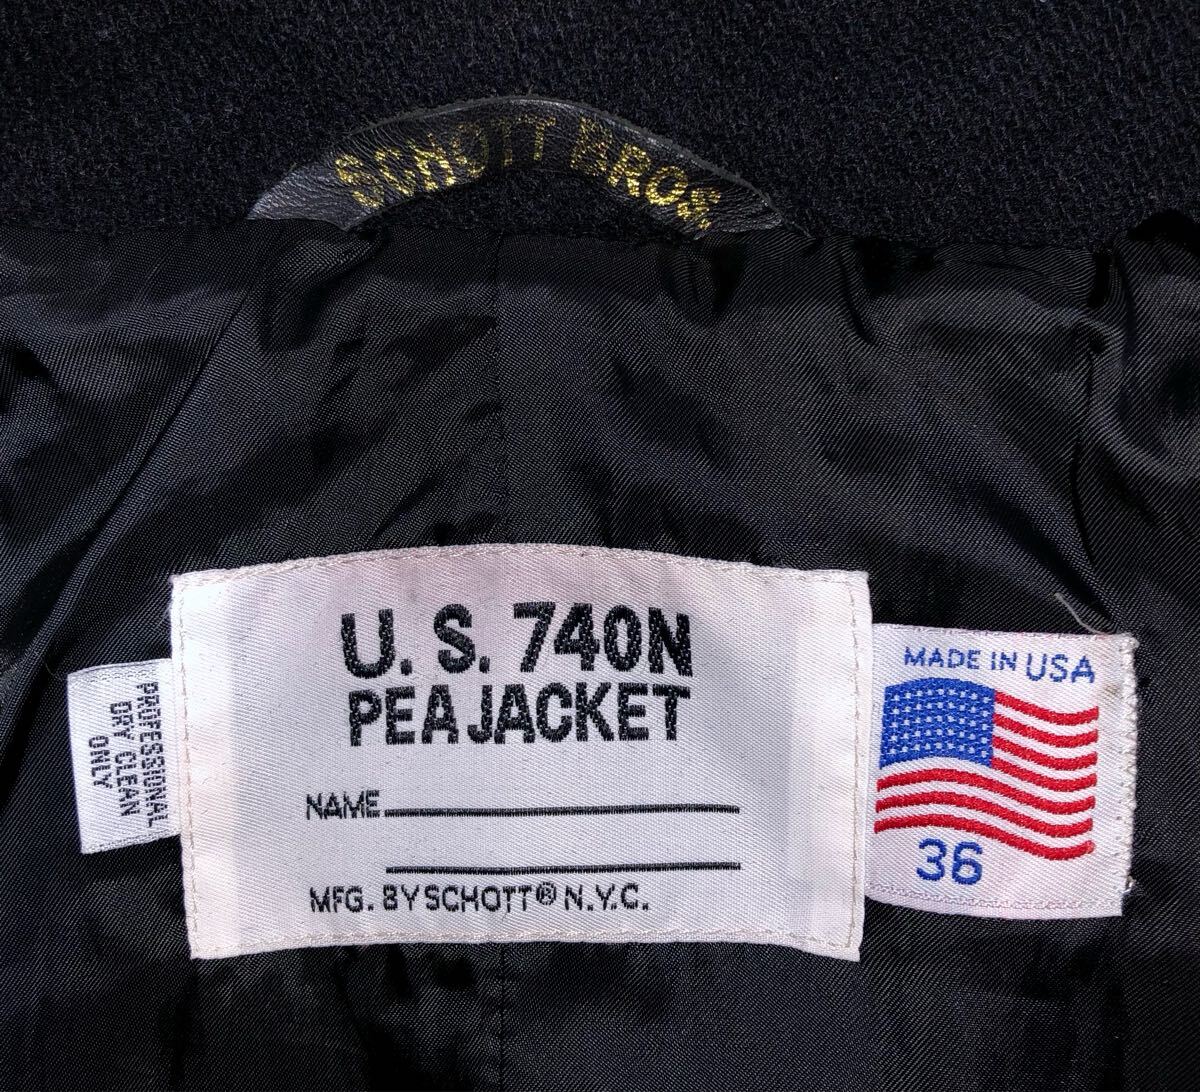 SCHOTT BROS.
U. S. 740N
PEA JACKET
NAME
MFG. BY SCHOTT® N.Y.C.
MADE IN USA
36
PROFESSIONAL
DRY CLEAN
ONLY